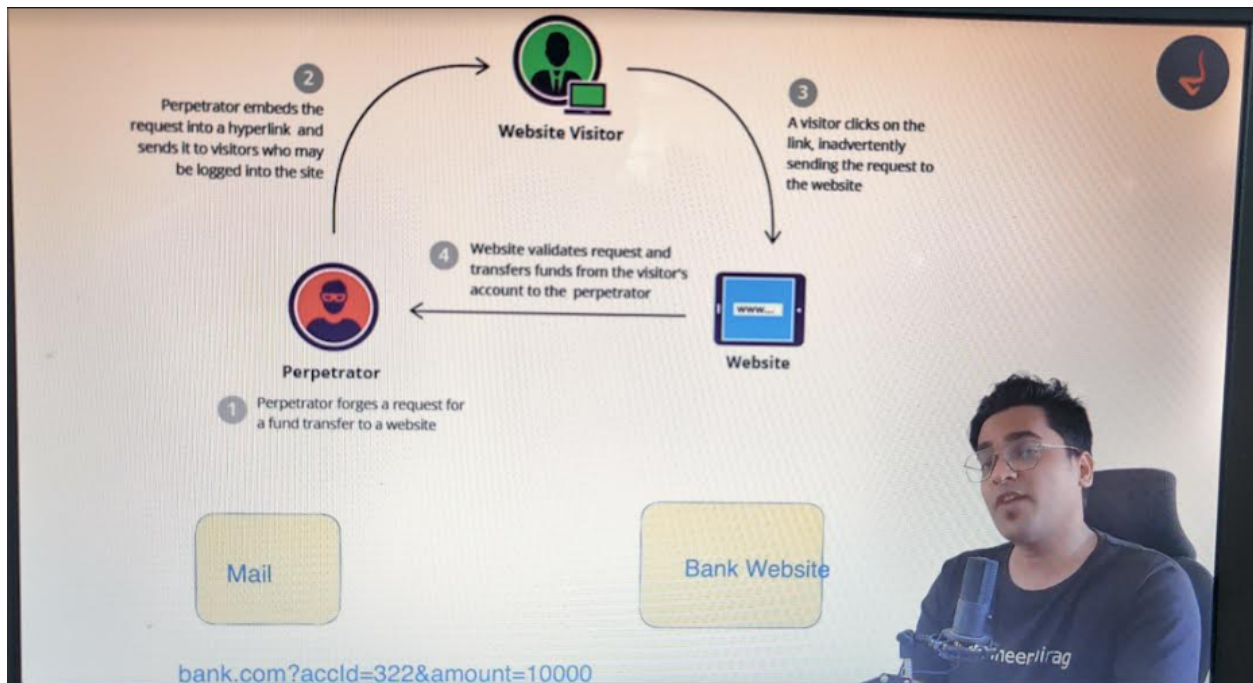 2
Perpetrator embeds the
request into a hyperlink and
sends it to visitors who may
be logged into the site
Website Visitor
3
A visitor clicks on the
link, inadvertently
sending the request to
the website
4
Website validates request and
transfers funds from the visitor's
account to the perpetrator
www...
Website
Perpetrator
1
Perpetrator forges a request for
a fund transfer to a website
Mail
Bank Website
bank.com?accId=322&amount=10000